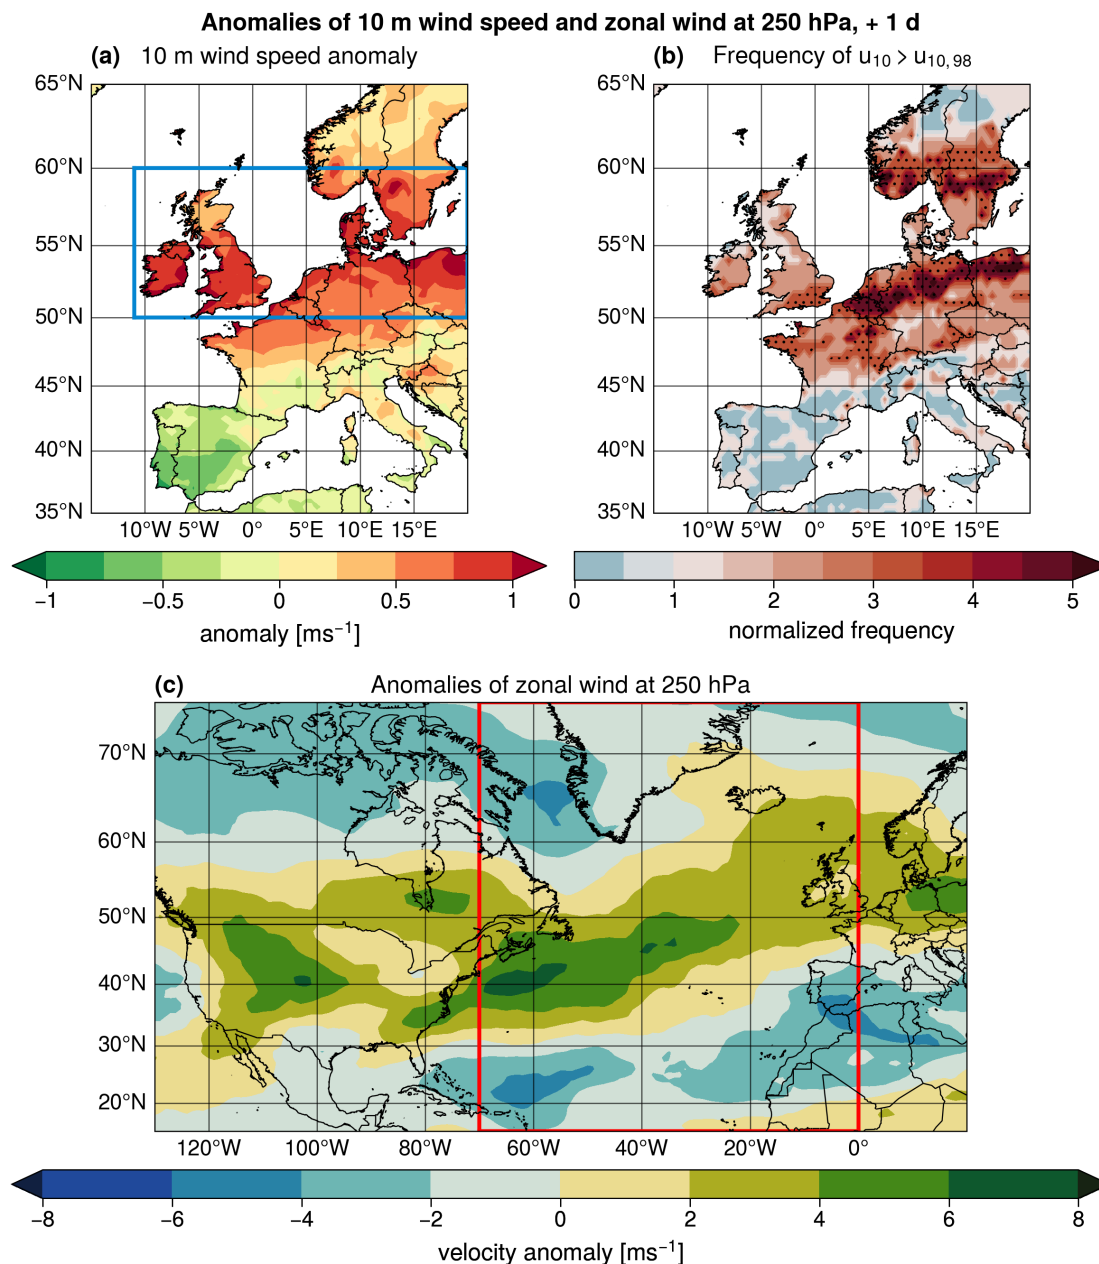 Anomalies of 10 m wind speed and zonal wind at 250 hPa, + 1 d
(a) 10 m wind speed anomaly
(b) Frequency of u₁₀ > u₁₀,₉₈
65°N
60°N
55°N
50°N
45°N
40°N
35°N
10°W 5°W 0° 5°E 10°E 15°E
65°N
60°N
55°N
50°N
45°N
40°N
35°N
10°W 5°W 0° 5°E 10°E 15°E
−1 −0.5 0 0.5 1
anomaly [ms⁻¹]
0 1 2 3 4 5
normalized frequency
(c) Anomalies of zonal wind at 250 hPa
70°N
60°N
50°N
40°N
30°N
20°N
120°W 100°W 80°W 60°W 40°W 20°W 0°
−8 −6 −4 −2 0 2 4 6 8
velocity anomaly [ms⁻¹]